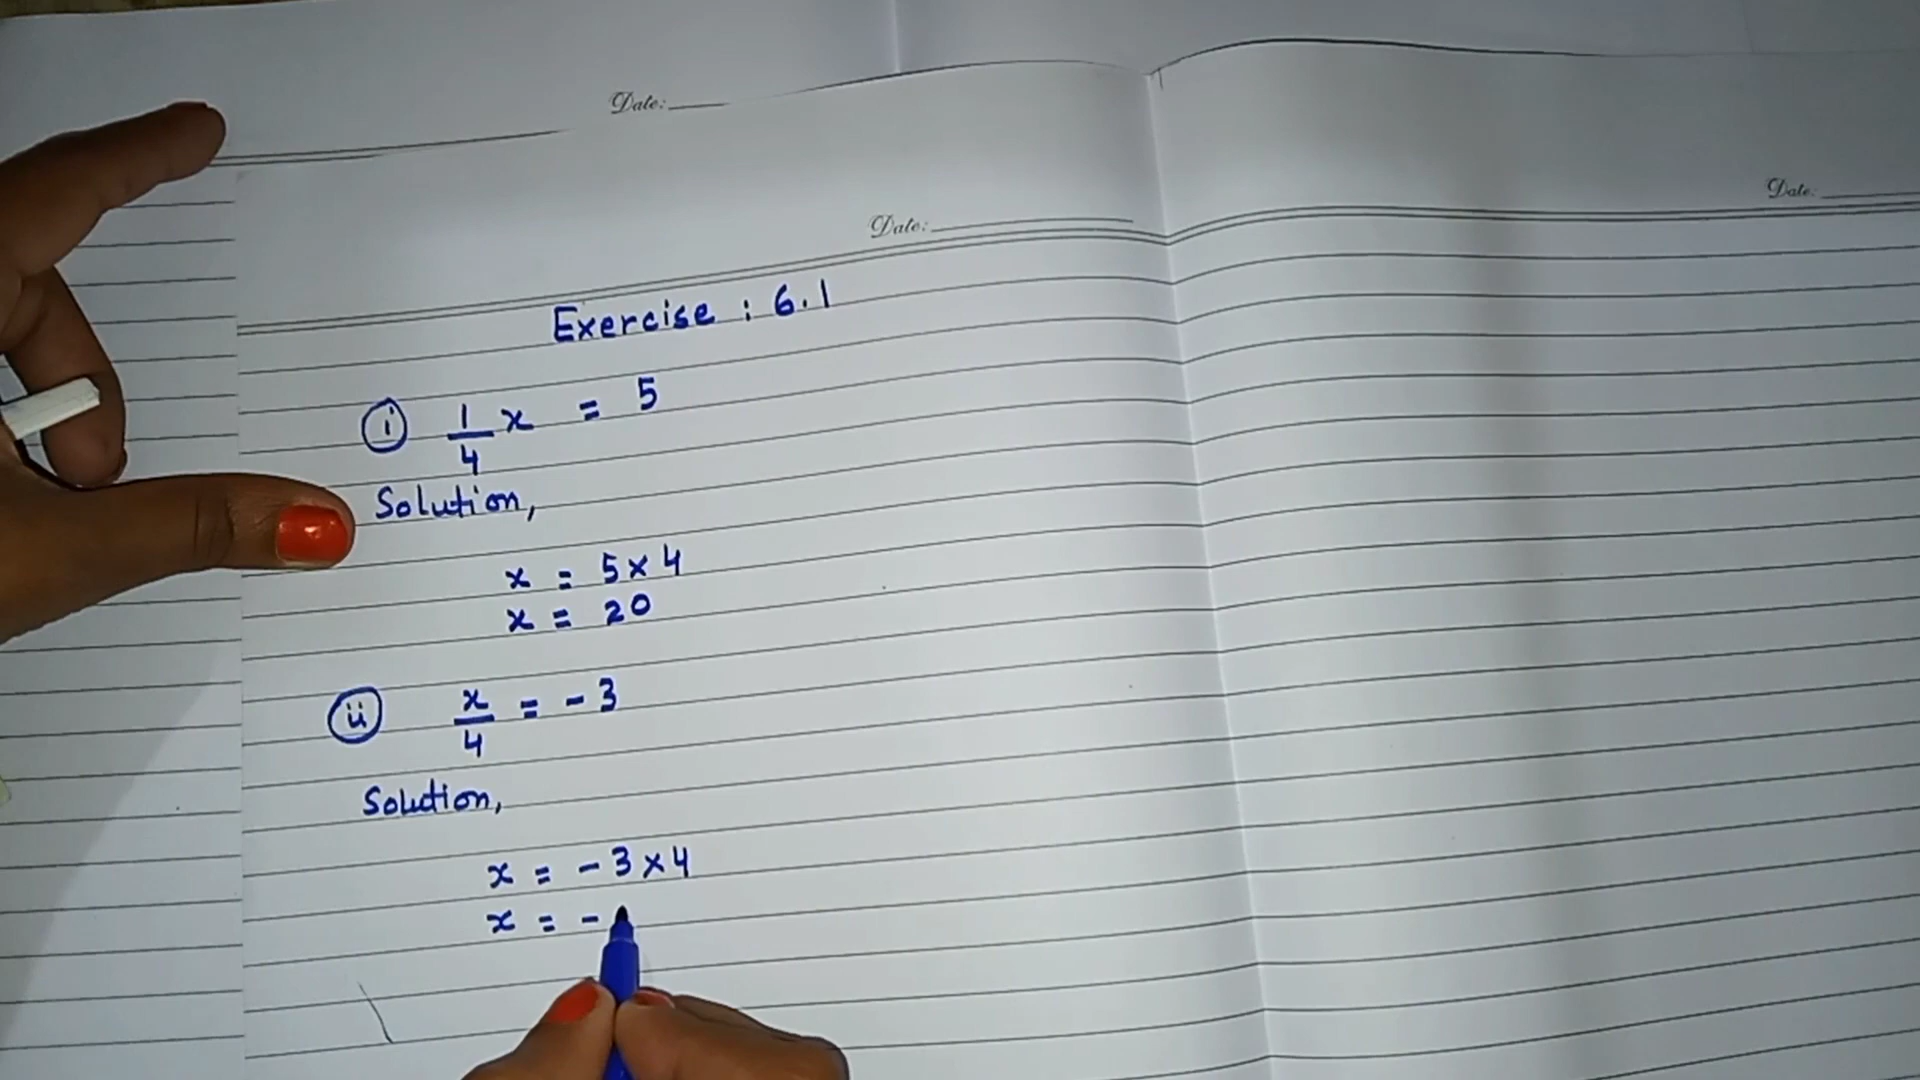 Date:
Date:
Date:
Exercise : 6.1
i 1/4 x = 5
Solution,
x = 5 x 4
x = 20
ii x/4 = - 3
Solution,
x = - 3 x 4
x = -